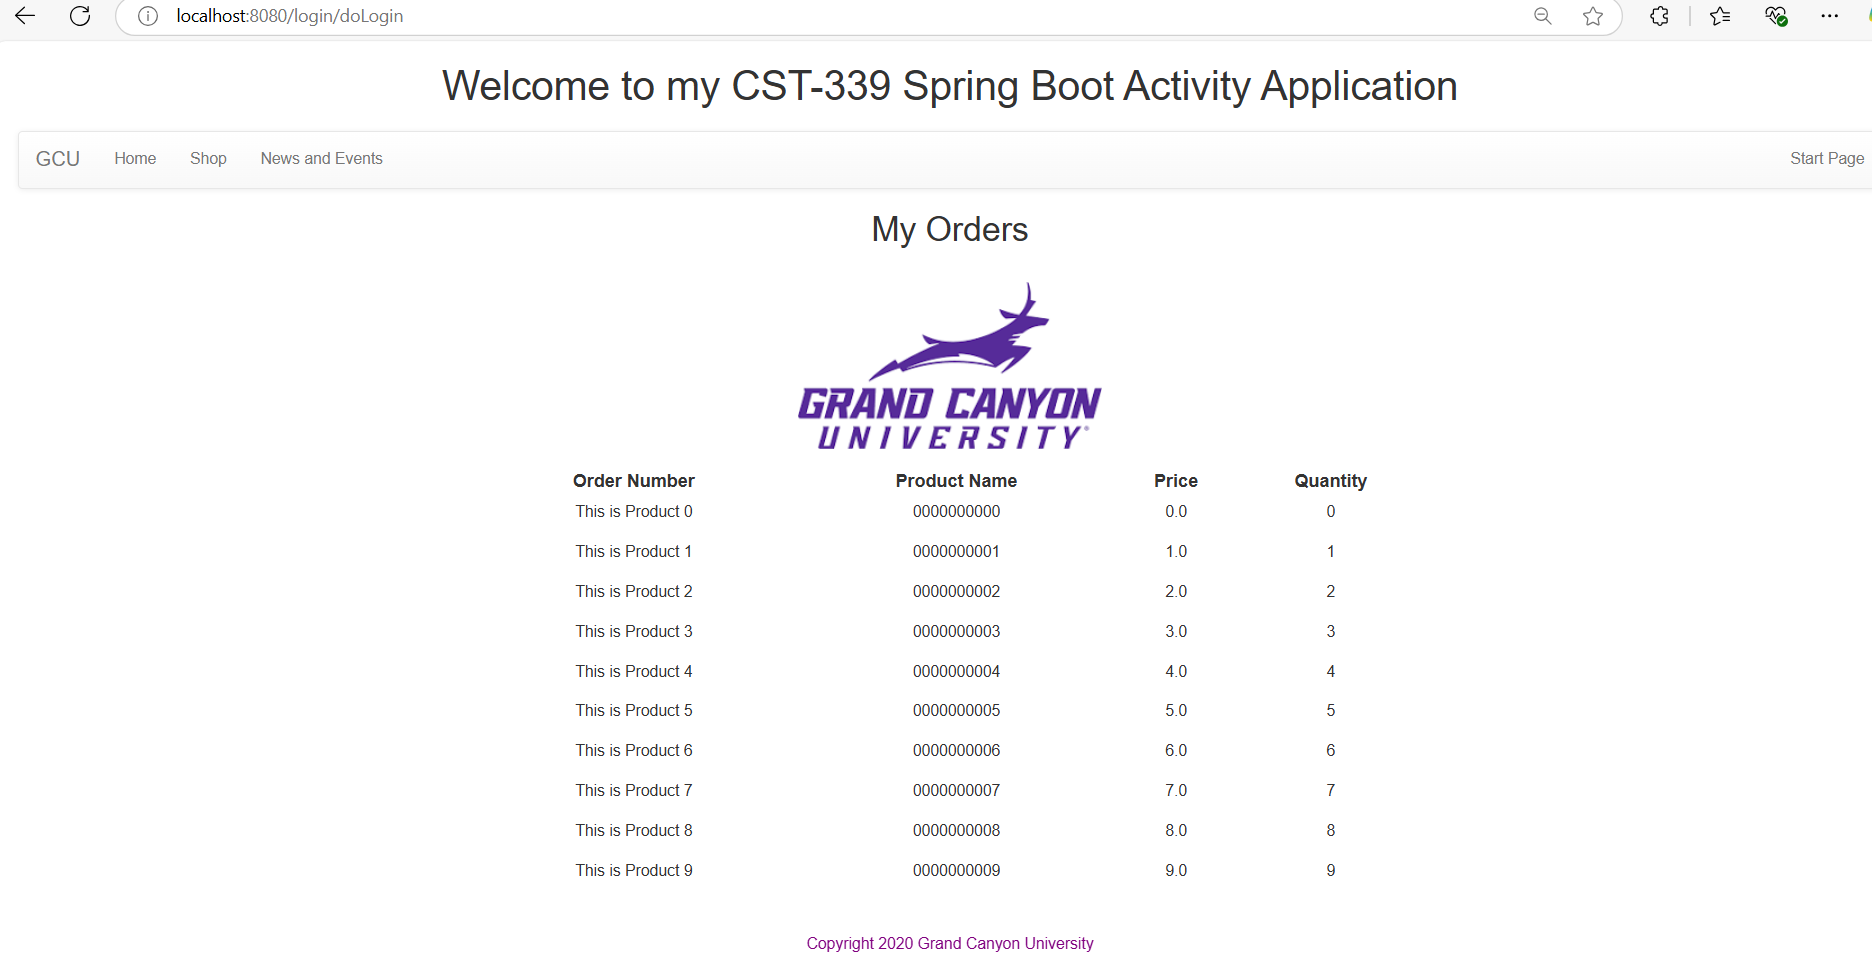 localhost:8080/login/doLogin
Welcome to my CST-339 Spring Boot Activity Application
GCU Home Shop News and Events Start Page
My Orders
GRAND CANYON
UNIVERSITY®
Order Number Product Name Price Quantity
This is Product 0 0000000000 0.0 0
This is Product 1 0000000001 1.0 1
This is Product 2 0000000002 2.0 2
This is Product 3 0000000003 3.0 3
This is Product 4 0000000004 4.0 4
This is Product 5 0000000005 5.0 5
This is Product 6 0000000006 6.0 6
This is Product 7 0000000007 7.0 7
This is Product 8 0000000008 8.0 8
This is Product 9 0000000009 9.0 9
Copyright 2020 Grand Canyon University